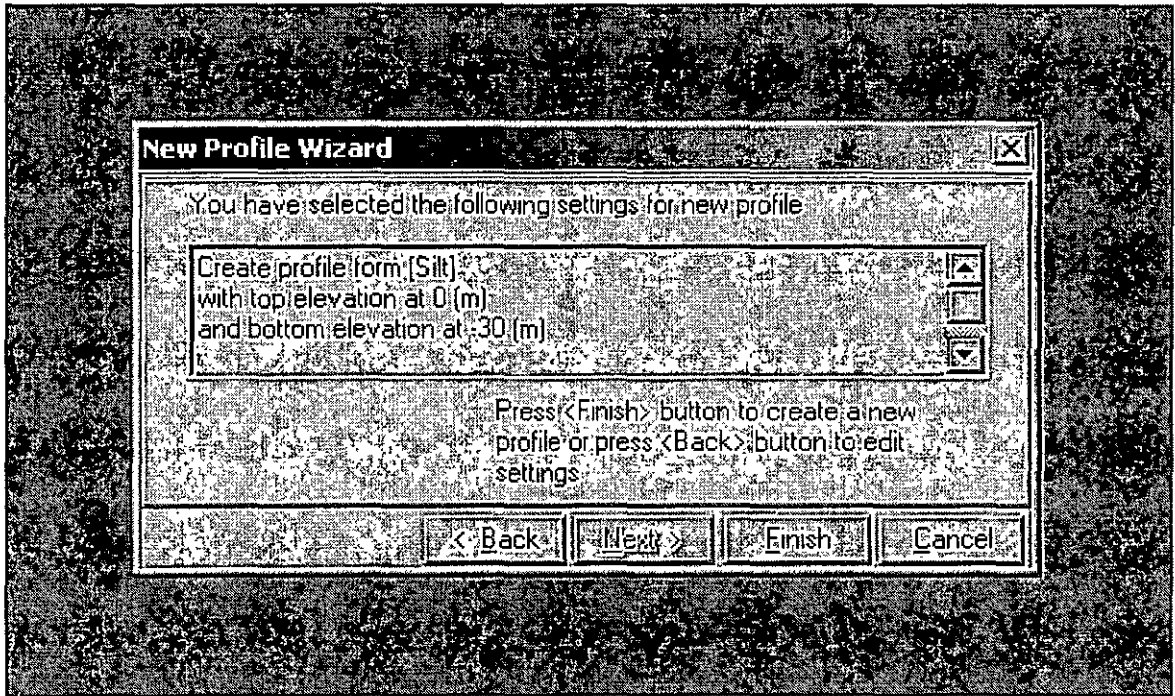 New Profile Wizard
You have selected the following settings for new profile
Create profile form [Silt]
with top elevation at 0 (m)
and bottom elevation at -30 (m)
Press <Finish> button to create a new
profile or press <Back> button to edit
settings
< Back Next > Finish Cancel